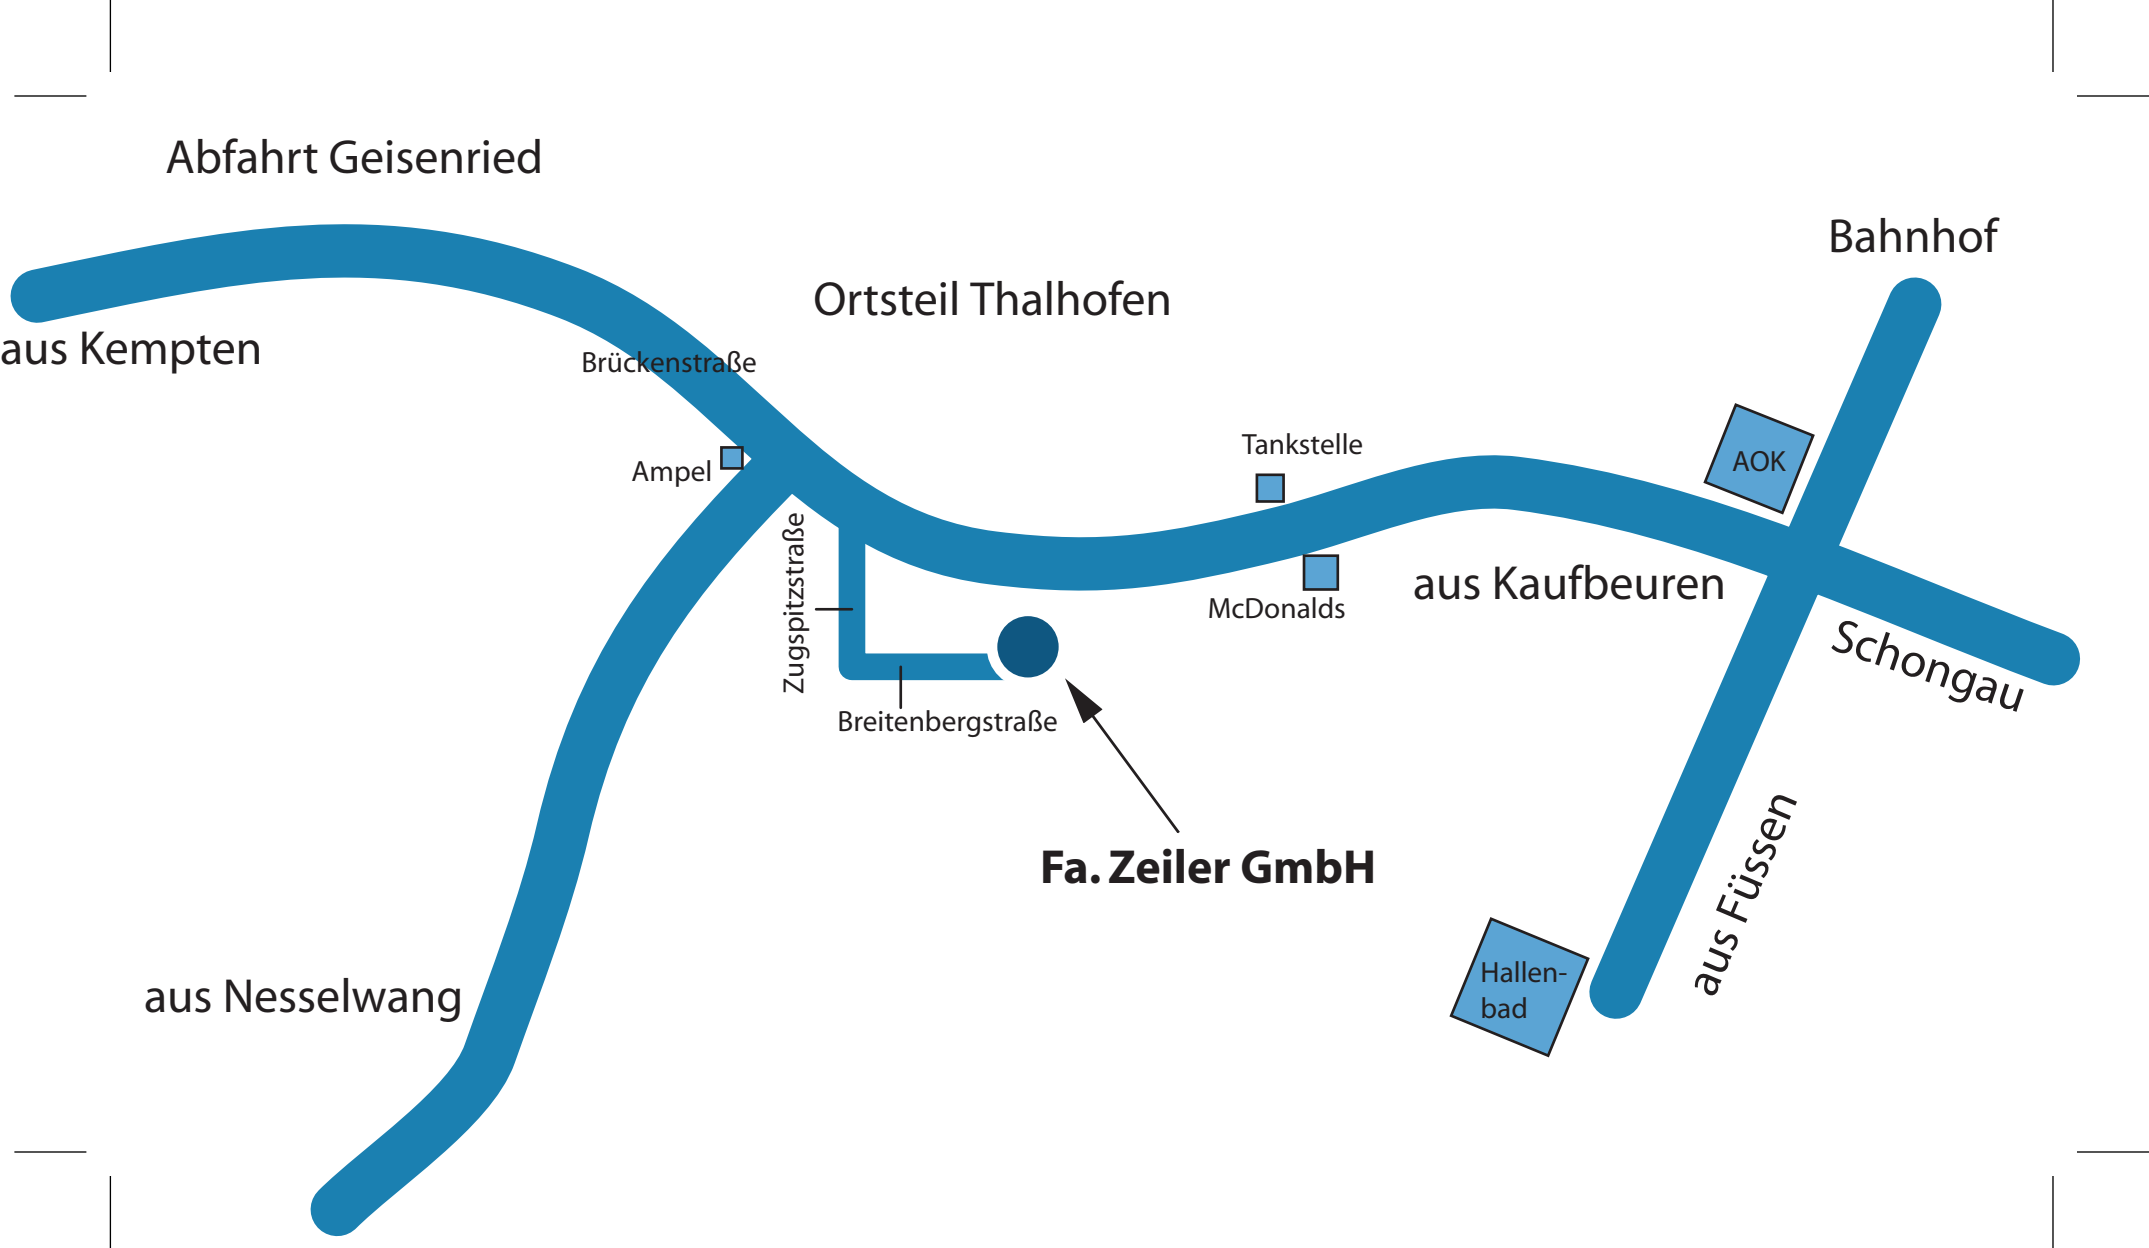 Abfahrt Geisenried
Bahnhof
Ortsteil Thalhofen
aus Kempten
Brückenstraße
Tankstelle
AOK
Ampel
Zugspitzstraße
aus Kaufbeuren
McDonalds
Schongau
Breitenbergstraße
Fa. Zeiler GmbH
aus Füssen
aus Nesselwang
Hallen-
bad